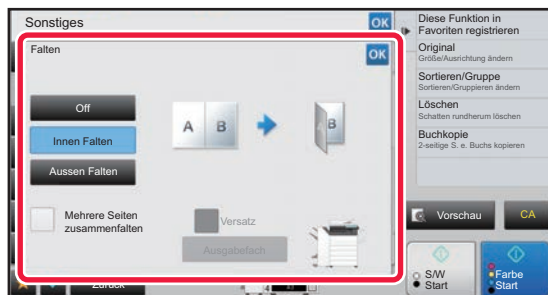 Sonstiges
OK
Falten
OK
Off
Innen Falten
Aussen Falten
A B
B
Mehrere Seiten
zusammenfalten
Versatz
Ausgabefach
Zurück
Diese Funktion in
Favoriten registrieren
Original
Größe/Ausrichtung ändern
Sortieren/Gruppe
Sortieren/Gruppieren ändern
Löschen
Schatten rundherum löschen
Buchkopie
2-seitige S. e. Buchs kopieren
Vorschau
CA
S/W
Start
Farbe
Start